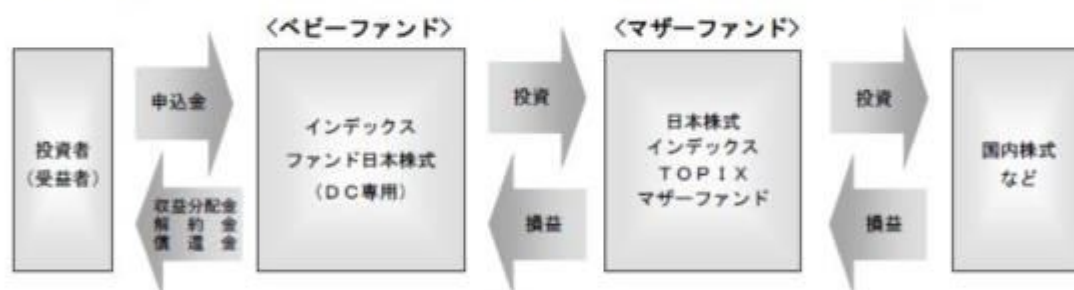 〈ベビーファンド〉
〈マザーファンド〉
投資者
（受益者）
申込金
収益分配金
解約金
償還金
インデックス
ファンド日本株式
（ＤＣ専用）
投資
損益
日本株式
インデックス
ＴＯＰＩＸ
マザーファンド
投資
損益
国内株式
など